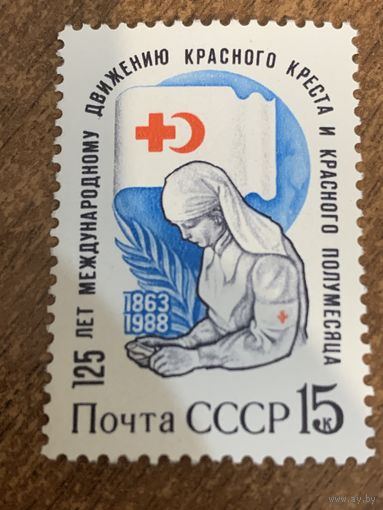 125 ЛЕТ МЕЖДУНАРОДНОМУ ДВИЖЕНИЮ КРАСНОГО КРЕСТА И КРАСНОГО ПОЛУМЕСЯЦА
1863
1988
Почта СССР 15 к
www.ay.by